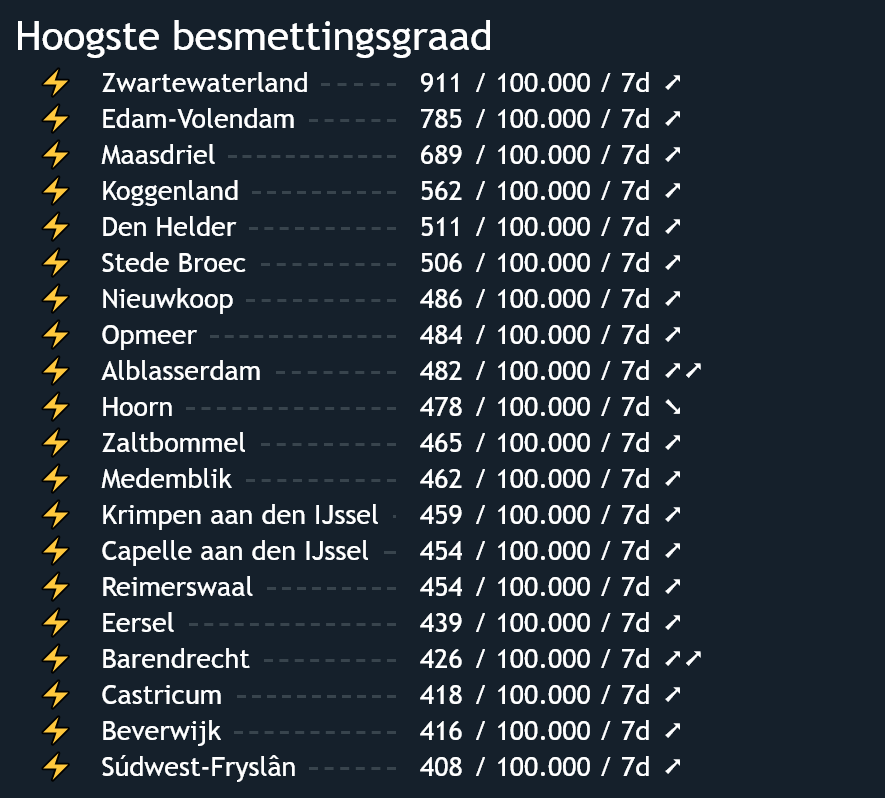 Hoogste besmettingsgraad
⚡ Zwartewaterland ----- 911 / 100.000 / 7d ➚
⚡ Edam-Volendam ------ 785 / 100.000 / 7d ➚
⚡ Maasdriel ---------- 689 / 100.000 / 7d ➚
⚡ Koggenland --------- 562 / 100.000 / 7d ➚
⚡ Den Helder --------- 511 / 100.000 / 7d ➚
⚡ Stede Broec -------- 506 / 100.000 / 7d ➚
⚡ Nieuwkoop --------- 486 / 100.000 / 7d ➚
⚡ Opmeer ----------- 484 / 100.000 / 7d ➚
⚡ Alblasserdam ------- 482 / 100.000 / 7d ➚➚
⚡ Hoorn ------------ 478 / 100.000 / 7d ➘
⚡ Zaltbommel -------- 465 / 100.000 / 7d ➚
⚡ Medemblik --------- 462 / 100.000 / 7d ➚
⚡ Krimpen aan den IJssel - 459 / 100.000 / 7d ➚
⚡ Capelle aan den IJssel - 454 / 100.000 / 7d ➚
⚡ Reimerswaal -------- 454 / 100.000 / 7d ➚
⚡ Eersel ------------ 439 / 100.000 / 7d ➚
⚡ Barendrecht -------- 426 / 100.000 / 7d ➚➚
⚡ Castricum --------- 418 / 100.000 / 7d ➚
⚡ Beverwijk --------- 416 / 100.000 / 7d ➚
⚡ Súdwest-Fryslân ------ 408 / 100.000 / 7d ➚